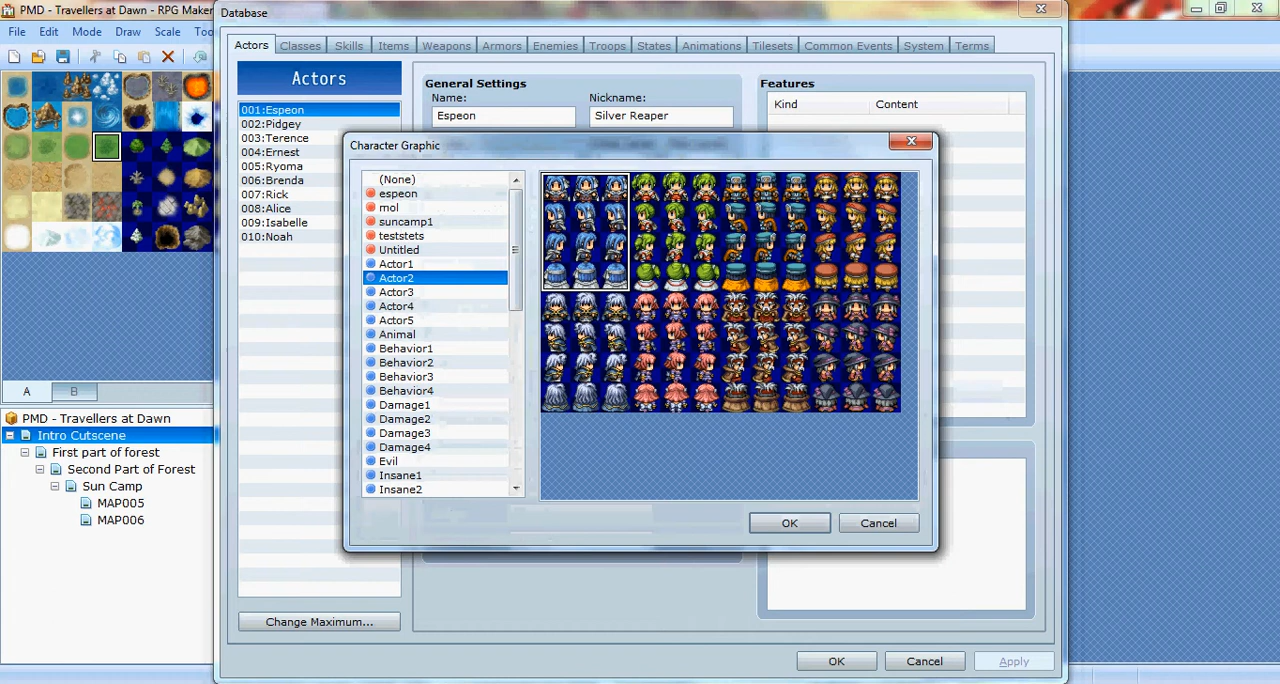 PMD - Travellers at Dawn - RPG Maker
Database
File Edit Mode Draw Scale Too
Actors Classes Skills Items Weapons Armors Enemies Troops States Animations Tilesets Common Events System Terms
Actors
General Settings
Features
Name: Nickname:
Kind Content
Espeon Silver Reaper
001:Espeon
002:Pidgey
003:Terence
004:Ernest
005:Ryoma
006:Brenda
007:Rick
008:Alice
009:Isabelle
010:Noah
Character Graphic
(None)
espeon
mol
suncamp1
teststets
Untitled
Actor1
Actor2
Actor3
Actor4
Actor5
Animal
Behavior1
Behavior2
Behavior3
Behavior4
Damage1
Damage2
Damage3
Damage4
Evil
Insane1
Insane2
OK Cancel
A B
PMD - Travellers at Dawn
Intro Cutscene
First part of forest
Second Part of Forest
Sun Camp
MAP005
MAP006
Change Maximum...
OK Cancel Apply